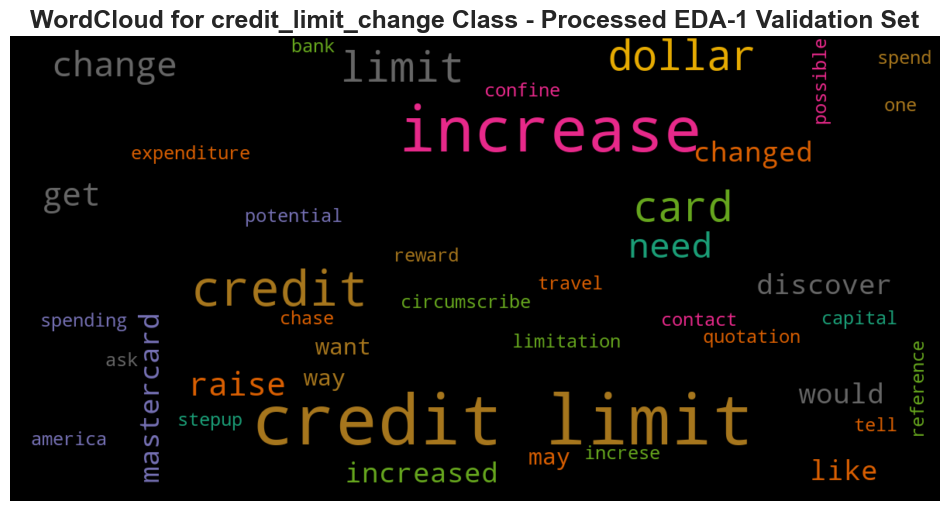 WordCloud for credit_limit_change Class - Processed EDA-1 Validation Set
bank
change
limit
dollar
possible
spend
confine
one
increase
expenditure
changed
get
potential
card
need
reward
credit
circumscribe
travel
discover
spending
mastercard
chase
contact
capital
want
limitation
quotation
reference
ask
raise
way
would
stepup
credit limit
tell
america
increased
may
increse
like